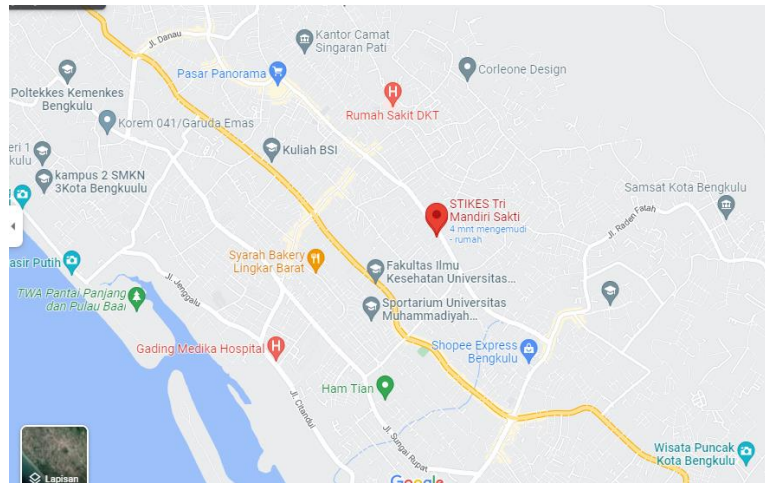 Kantor Camat
Singaran Pati
Jl. Danau
Pasar Panorama
Corleone Design
Poltekkes Kemenkes
Bengkulu
Rumah Sakit DKT
Korem 041/Garuda Emas
Kuliah BSI
eri 1
kulu
kampus 2 SMKN
3Kota Bengkuulu
Samsat Kota Bengkulu
STIKES Tri
Mandiri Sakti
4 mnt mengemudi
- rumah
Jl. Raden Fatah
Syarah Bakery
Lingkar Barat
asir Putih
Fakultas Ilmu
Kesehatan Universitas...
Jl. Jenggalu
TWA Pantai Panjang
dan Pulau Baai
Sportarium Universitas
Muhammadiyah...
Gading Medika Hospital
Shopee Express
Bengkulu
Ham Tian
Jl. Citandui
Jl. Sungai Rupat
Wisata Puncak
Kota Bengkulu
Lapisan
Google